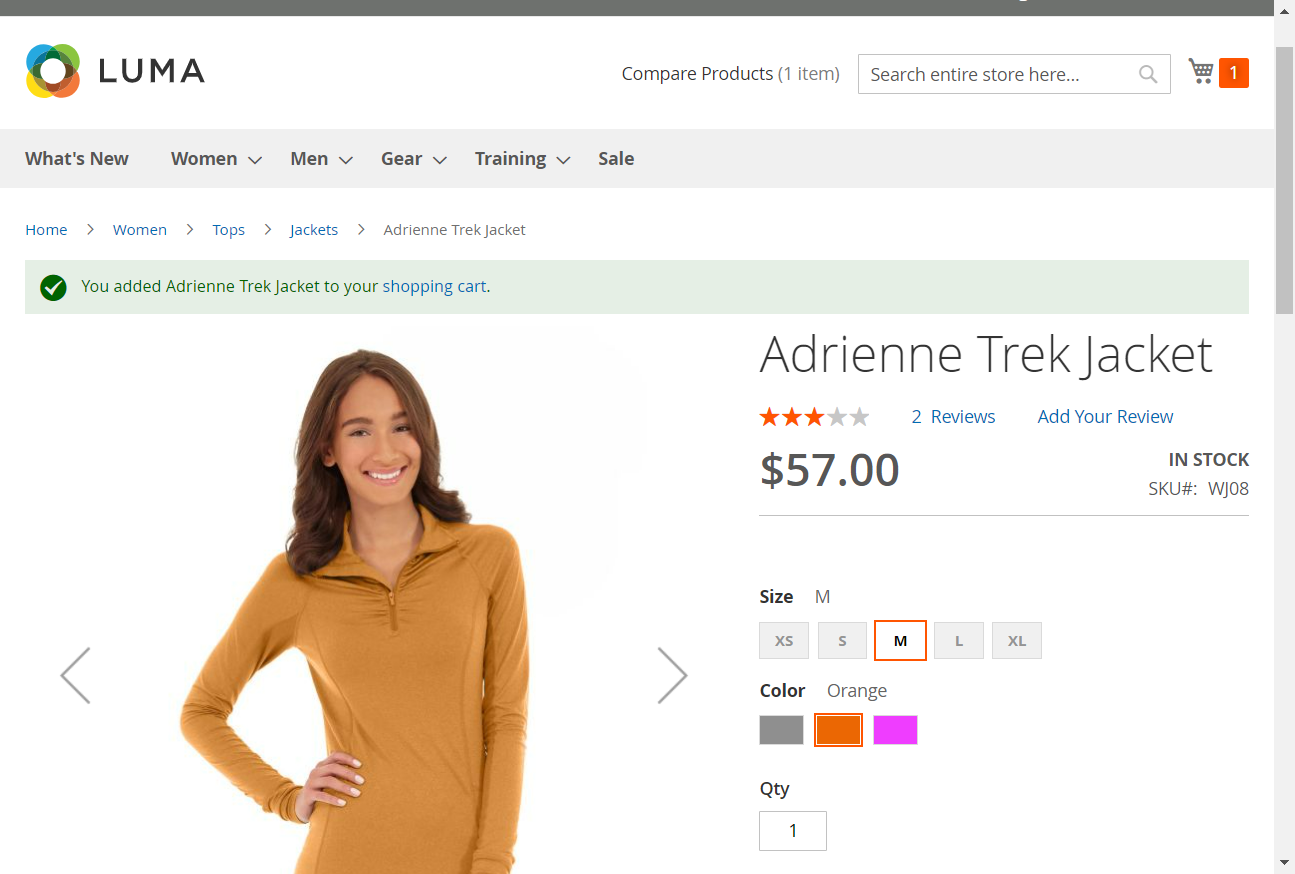 LUMA
Compare Products (1 item)
Search entire store here...
1
What's New Women Men Gear Training Sale
Home Women Tops Jackets Adrienne Trek Jacket
You added Adrienne Trek Jacket to your shopping cart.
Adrienne Trek Jacket
2 Reviews Add Your Review
$57.00
IN STOCK
SKU#: WJ08
Size M
XS S M L XL
Color Orange
Qty
1